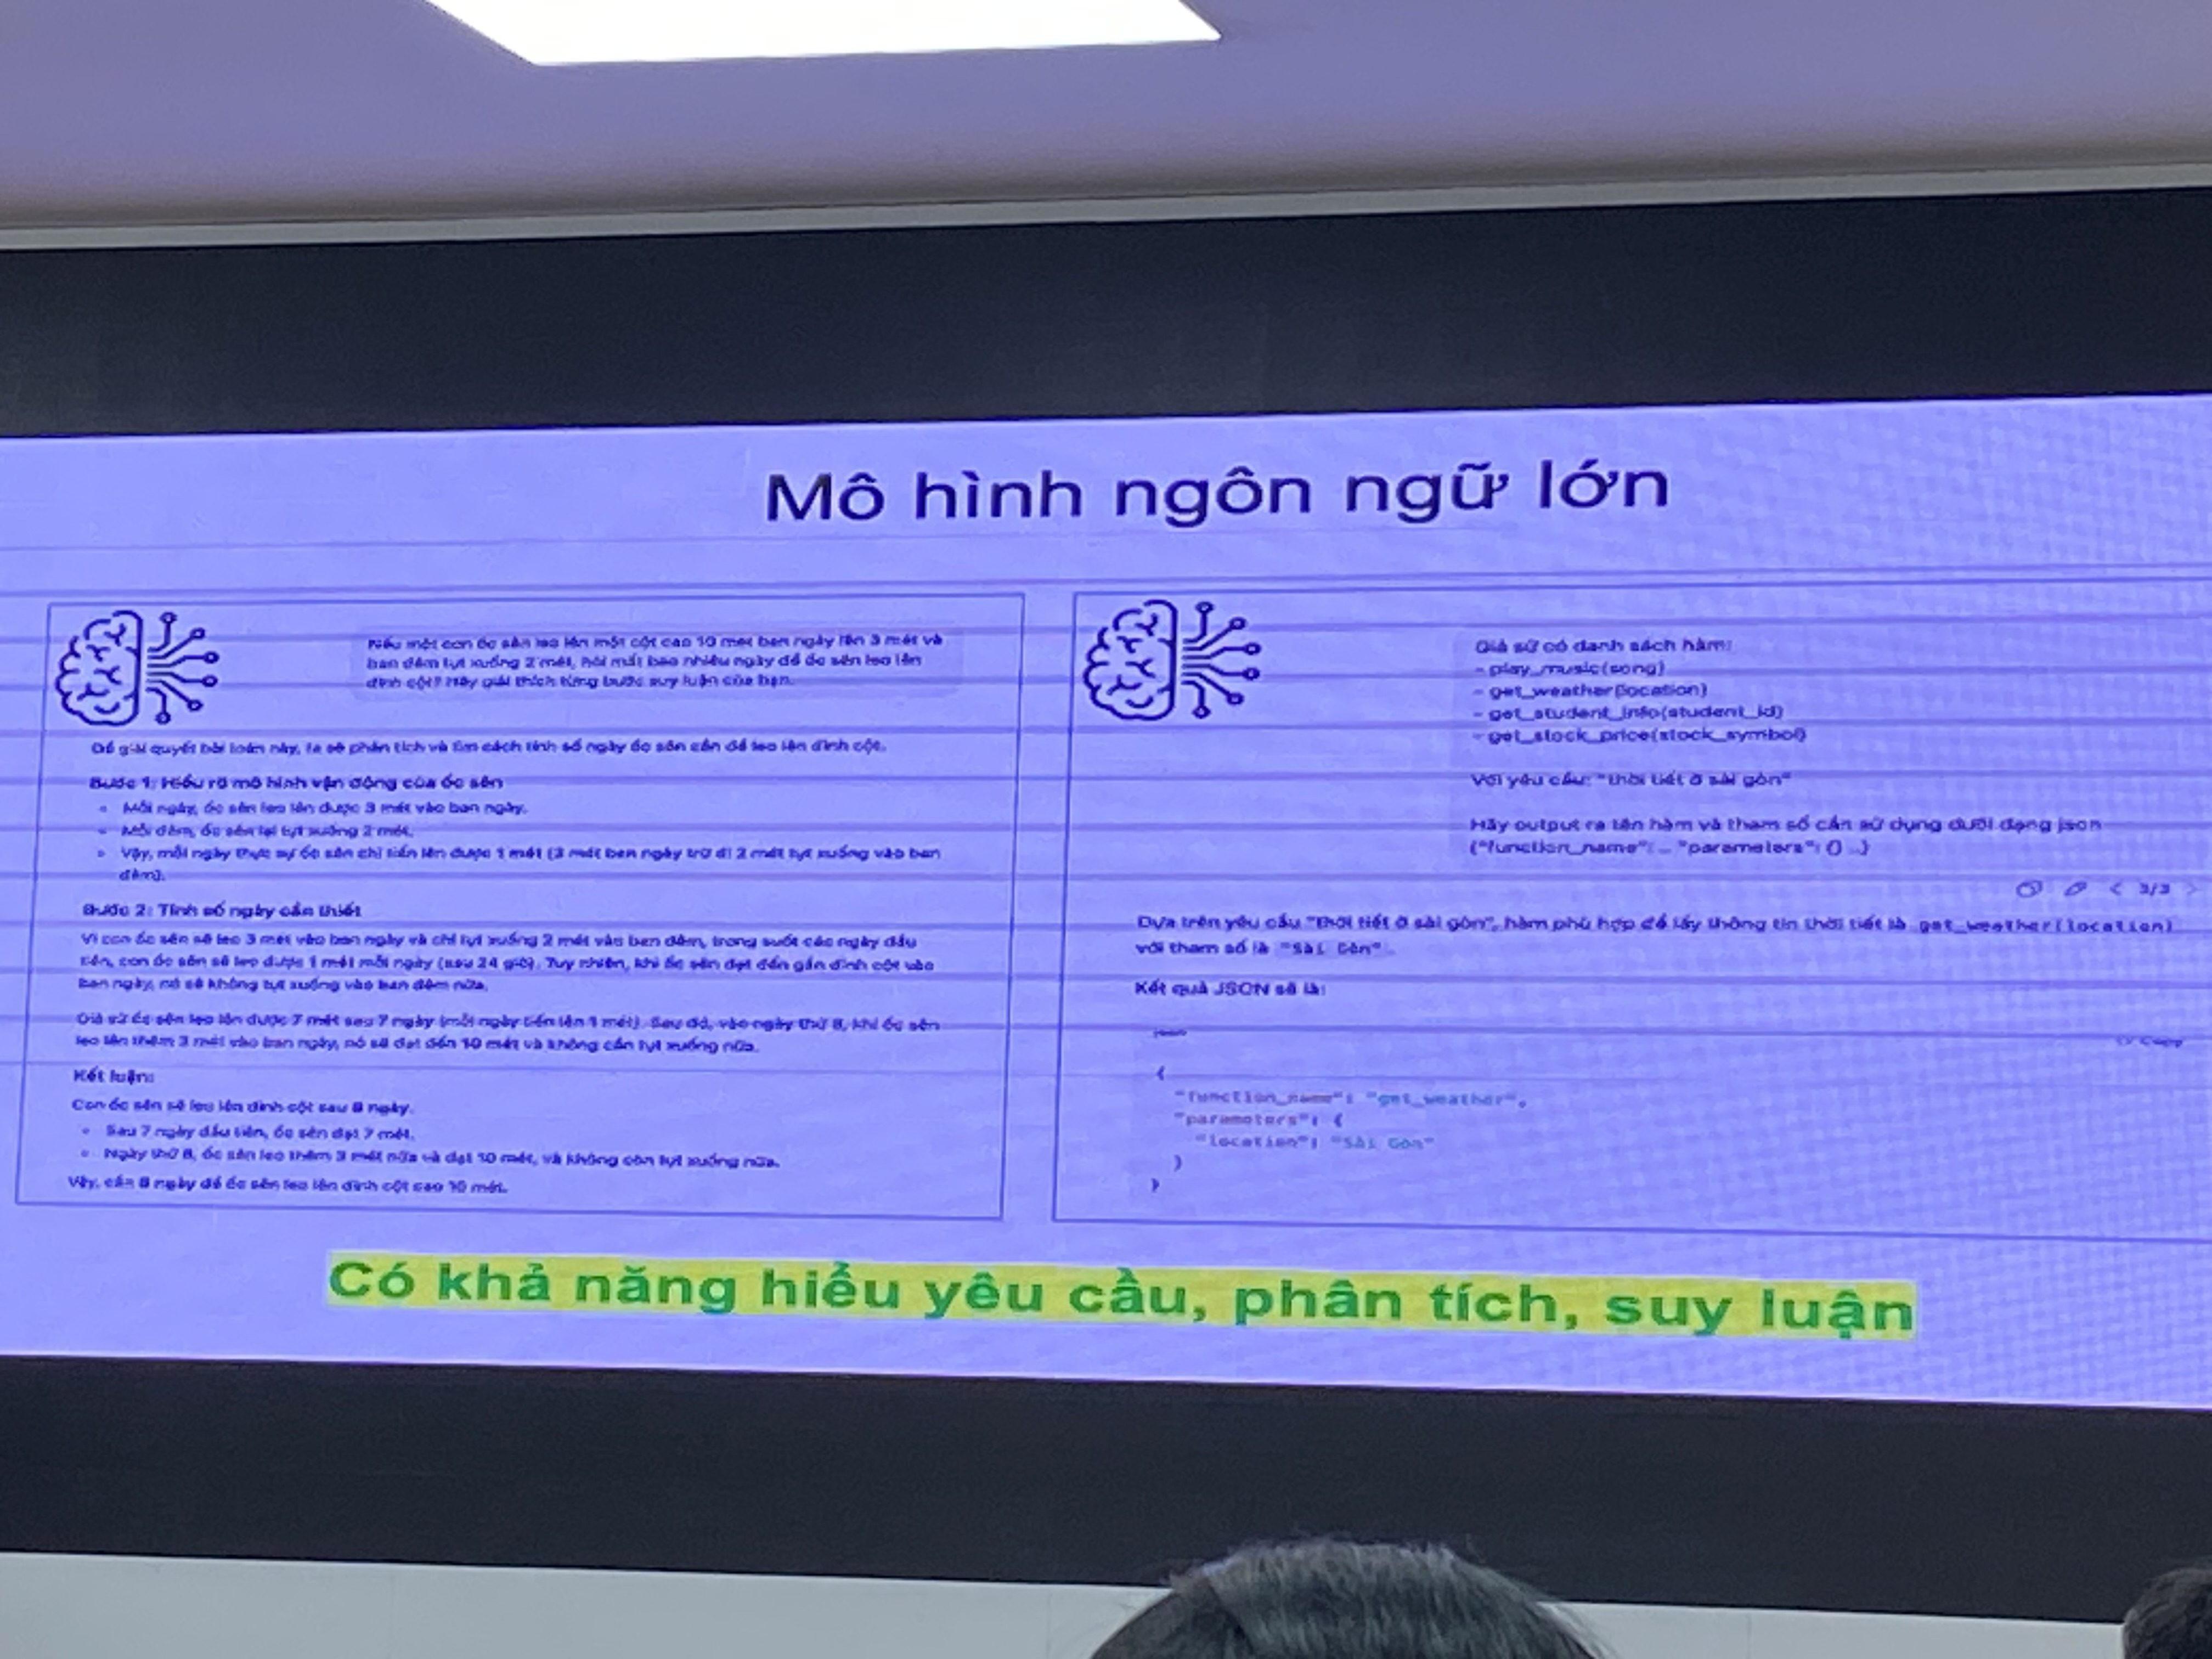 Mô hình ngôn ngữ lớn
Nếu một con ốc sên leo lên một cột cao 10 mét ban ngày lên 3 mét và
ban đêm tụt xuống 2 mét, hỏi mất bao nhiêu ngày để ốc sên leo lên
đỉnh cột? Hãy giải thích từng bước suy luận của bạn.
Để giải quyết bài toán này, ta sẽ phân tích và tìm cách tính số ngày ốc sên cần để leo lên đỉnh cột.
Bước 1: Hiểu rõ mô hình vận động của ốc sên
• Mỗi ngày, ốc sên leo lên được 3 mét vào ban ngày.
• Mỗi đêm, ốc sên lại tụt xuống 2 mét.
• Vậy, mỗi ngày thực sự ốc sên chỉ tiến lên được 1 mét (3 mét ban ngày trừ đi 2 mét tụt xuống vào ban
đêm).
Bước 2: Tính số ngày cần thiết
Vì con ốc sên sẽ leo 3 mét vào ban ngày và chỉ tụt xuống 2 mét vào ban đêm, trong suốt các ngày đầu
tiên, con ốc sên sẽ leo được 1 mét mỗi ngày (sau 24 giờ). Tuy nhiên, khi ốc sên đạt đến gần đỉnh cột vào
ban ngày, nó sẽ không tụt xuống vào ban đêm nữa.
Giả sử ốc sên leo lên được 7 mét sau 7 ngày (mỗi ngày tiến lên 1 mét). Sau đó, vào ngày thứ 8, khi ốc sên
leo lên thêm 3 mét vào ban ngày, nó sẽ đạt đến 10 mét và không cần tụt xuống nữa.
Kết luận:
Con ốc sên sẽ leo lên đỉnh cột sau 8 ngày.
• Sau 7 ngày đầu tiên, ốc sên đạt 7 mét.
• Ngày thứ 8, ốc sên leo thêm 3 mét nữa và đạt 10 mét, và không còn tụt xuống nữa.
Vậy, cần 8 ngày để ốc sên leo lên đỉnh cột cao 10 mét.
Giả sử có danh sách hàm:
- play_music(song)
- get_weather(location)
- get_student_info(student_id)
- get_stock_price(stock_symbol)
Với yêu cầu: "thời tiết ở sài gòn"
Hãy output ra tên hàm và tham số cần sử dụng dưới dạng json
{"function_name": ... "parameters": {} ..}
< 3/3 >
Dựa trên yêu cầu "thời tiết ở sài gòn", hàm phù hợp để lấy thông tin thời tiết là get_weather(location)
với tham số là "Sài Gòn".
Kết quả JSON sẽ là:
json
Copy
{
"function_name": "get_weather",
"parameters": {
"location": "Sài Gòn"
}
}
Có khả năng hiểu yêu cầu, phân tích, suy luận